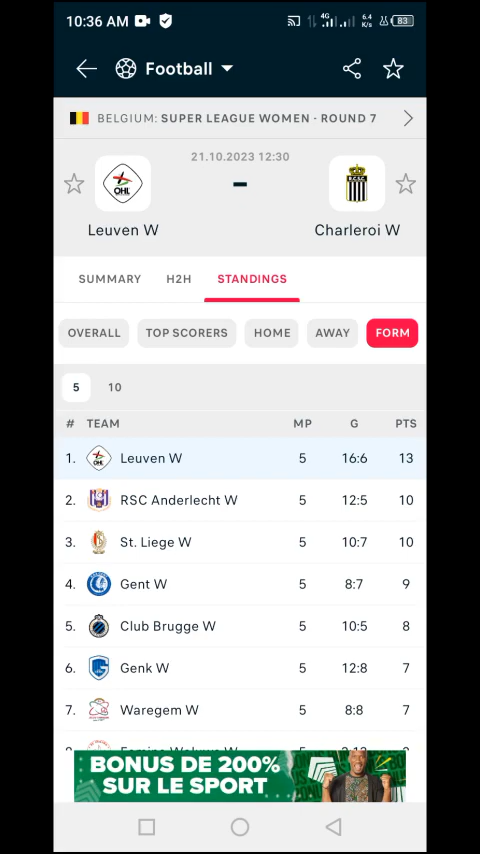 10:36 AM
4G
6.4 K/s
83
Football
BELGIUM: SUPER LEAGUE WOMEN - ROUND 7
21.10.2023 12:30
-
OHL
R.C.S.C.
Leuven W
Charleroi W
SUMMARY H2H STANDINGS
OVERALL TOP SCORERS HOME AWAY FORM
5 10
# TEAM MP G PTS
1. Leuven W 5 16:6 13
2. RSC Anderlecht W 5 12:5 10
3. St. Liege W 5 10:7 10
4. Gent W 5 8:7 9
5. Club Brugge W 5 10:5 8
6. Genk W 5 12:8 7
7. Waregem W 5 8:8 7
BONUS DE 200%
SUR LE SPORT